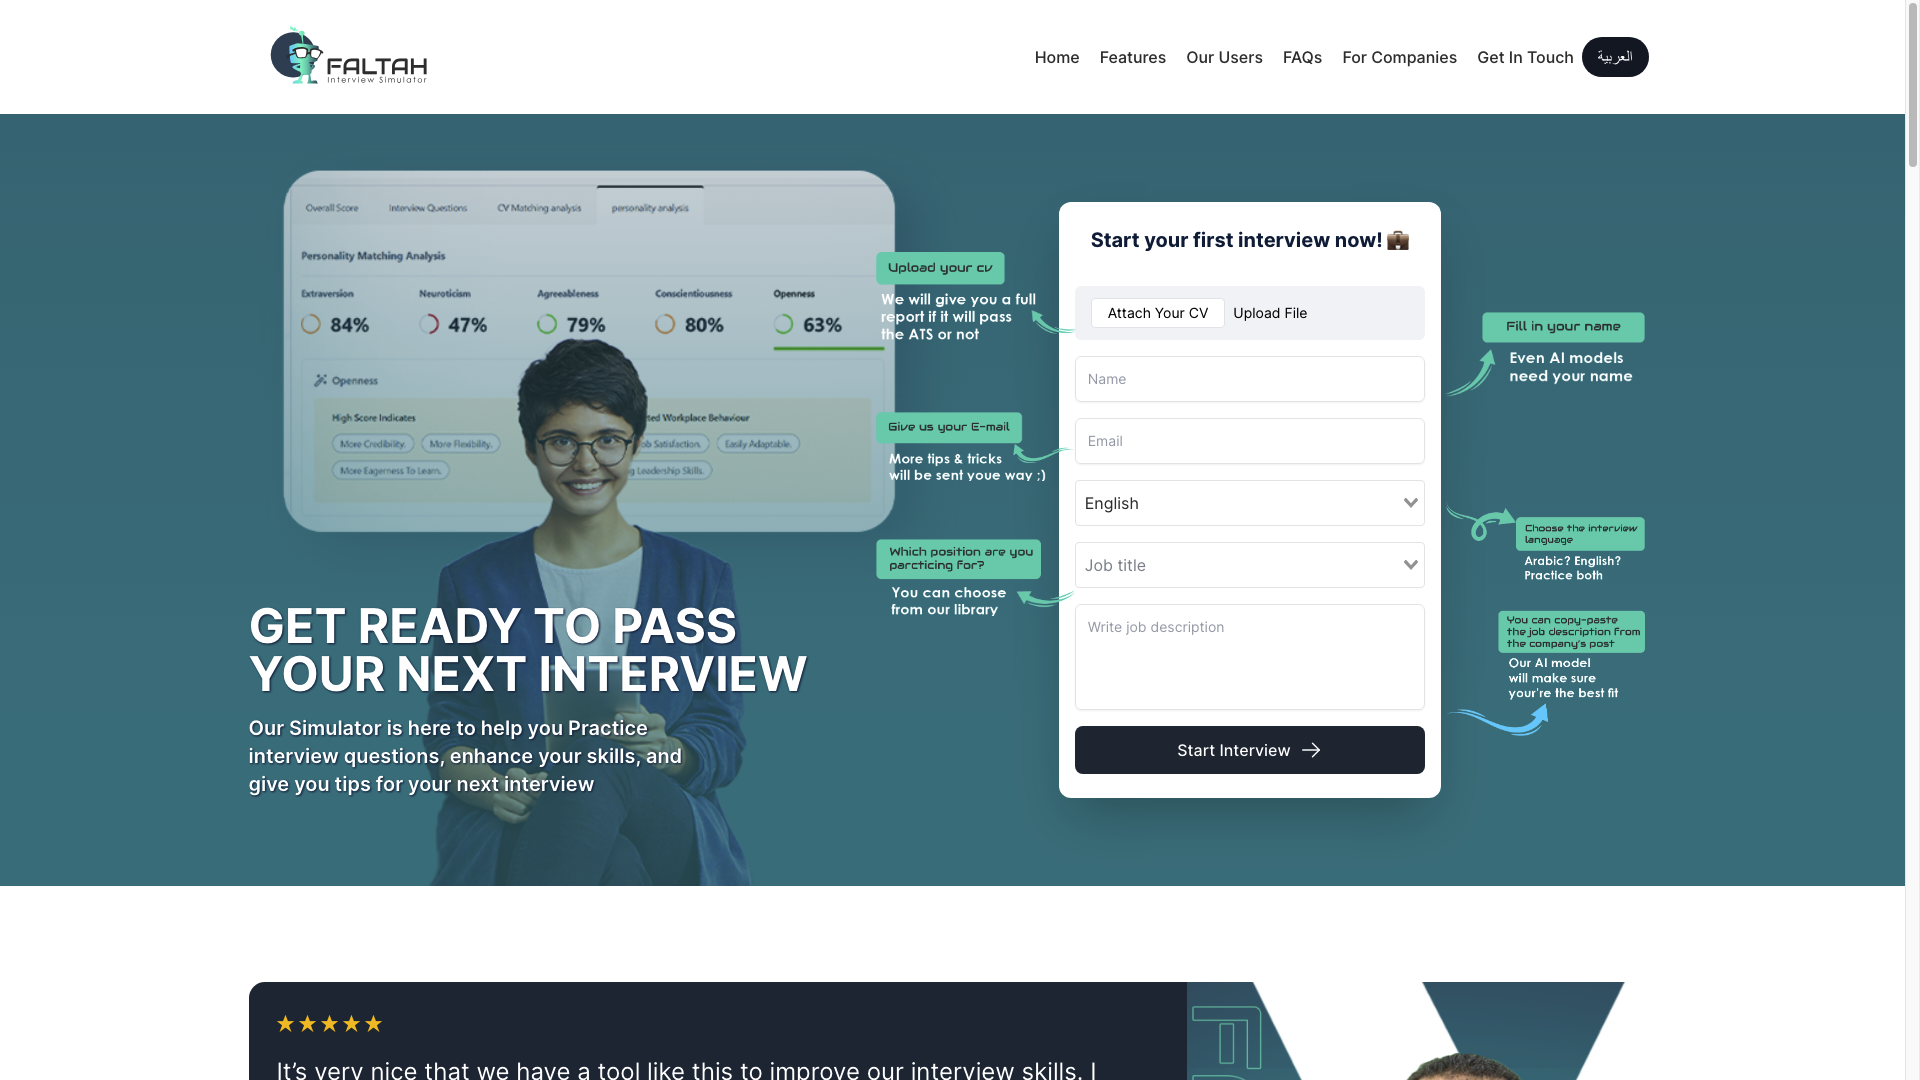 FALTAH
Interview Simulator
Home
Features
Our Users
FAQs
For Companies
Get In Touch
العربية
Overall Score
Interview Questions
CV Matching analysis
personality analysis
Personality Matching Analysis
Extraversion
Neuroticism
Agreeableness
Conscientiousness
Openness
84%
47%
79%
80%
63%
Openness
High Score Indicates
ted Workplace Behaviour
More Credibility.
More Flexibility.
ob Satisfaction.
Easily Adaptable.
More Eagerness To Learn.
g Leadership Skills.
GET READY TO PASS
YOUR NEXT INTERVIEW
Our Simulator is here to help you Practice
interview questions, enhance your skills, and
give you tips for your next interview
Upload your cv
We will give you a full
report if it will pass
the ATS or not
Give us your E-mail
More tips & tricks
will be sent youe way ;)
Which position are you
parcticing for?
You can choose
from our library
Start your first interview now!
Attach Your CV
Upload File
Name
Email
English
Job title
Write job description
Start Interview
Fill in your name
Even AI models
need your name
Choose the interview
language
Arabic? English?
Practice both
You can copy-paste
the job description from
the company's post
Our AI model
will make sure
your're the best fit
It's very nice that we have a tool like this to improve our interview skills. I